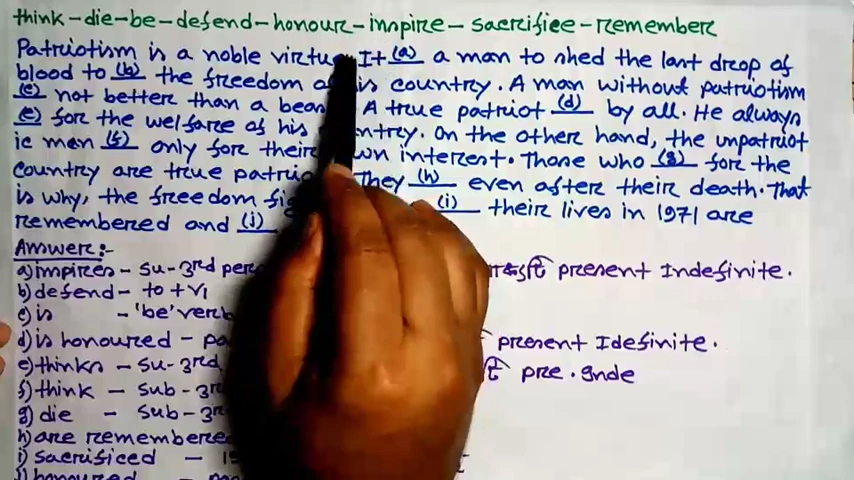 think-die-be-defend-honour-inspire-sacrifice-remember
Patriotism is a noble virtue. It (a) a man to shed the last drop of
blood to (b) the freedom of his country. A man without patriotism
(c) not better than a beast. A true patriot (d) by all. He always
(e) for the welfare of his country. On the other hand, the unpatriot
ic men (f) only for their own interest. Those who (g) for the
country are true patriots. They (h) even after their death. That
is why, the freedom (i) their lives in 1971 are
remembered and (j)
Answer:-
a) inspires - su-3rd per present Indefinite.
b) defend - to + v1
c) is - 'be' verb
d) is honoured - present Idefinite.
e) thinks - su-3rd pre. Inde
f) think - sub-3r
g) die - sub-3r
h) are remembered
i) sacrificed - 19
j) honoured